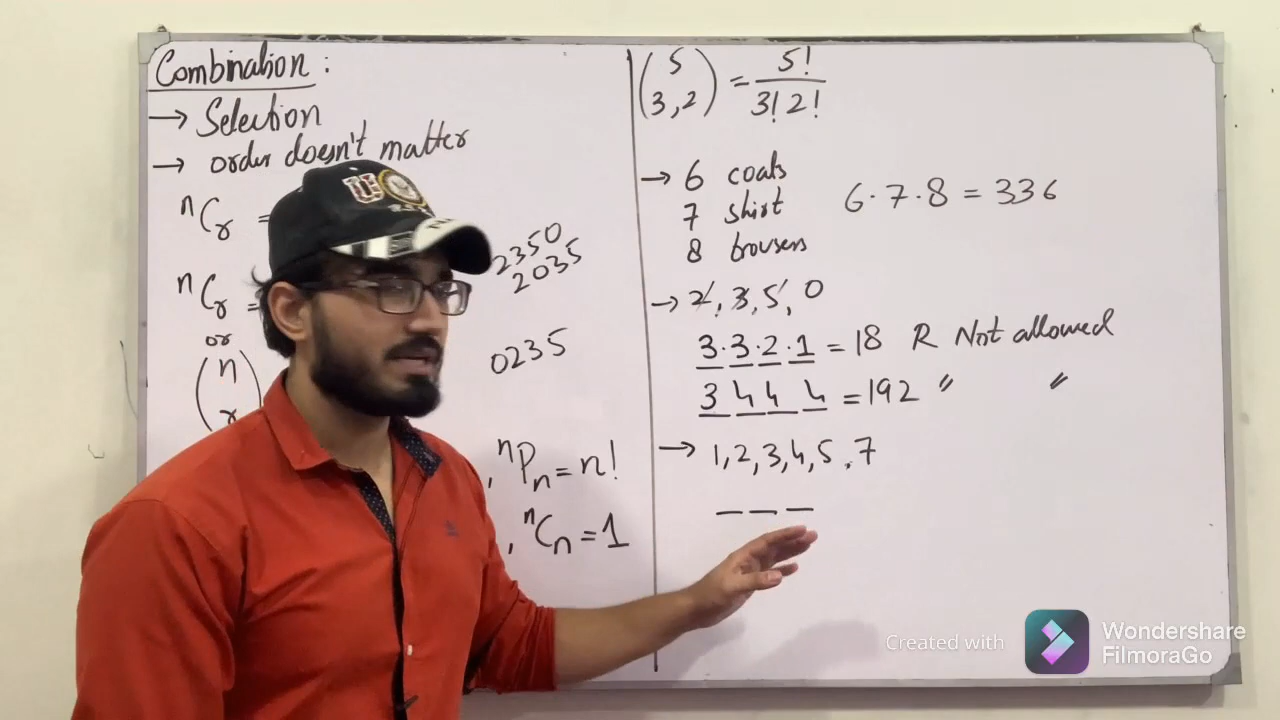 Combination :
→ Selection
→ order doesn't matter
nCr =
nCr =
or
(n
r)
2350
2035
0235
, nPn = n!
, nCn = 1
(5
3,2) = 5!
3! 2!
→ 6 coats
7 shirt
8 trousers
6·7·8 = 336
→ 2, 3, 5, 0
3·3·2·1 = 18 R Not allowed
3 4 4 4 = 192 〃 〃
→ 1,2,3,4,5,7
_ _ _
Created with
Wondershare
FilmoraGo